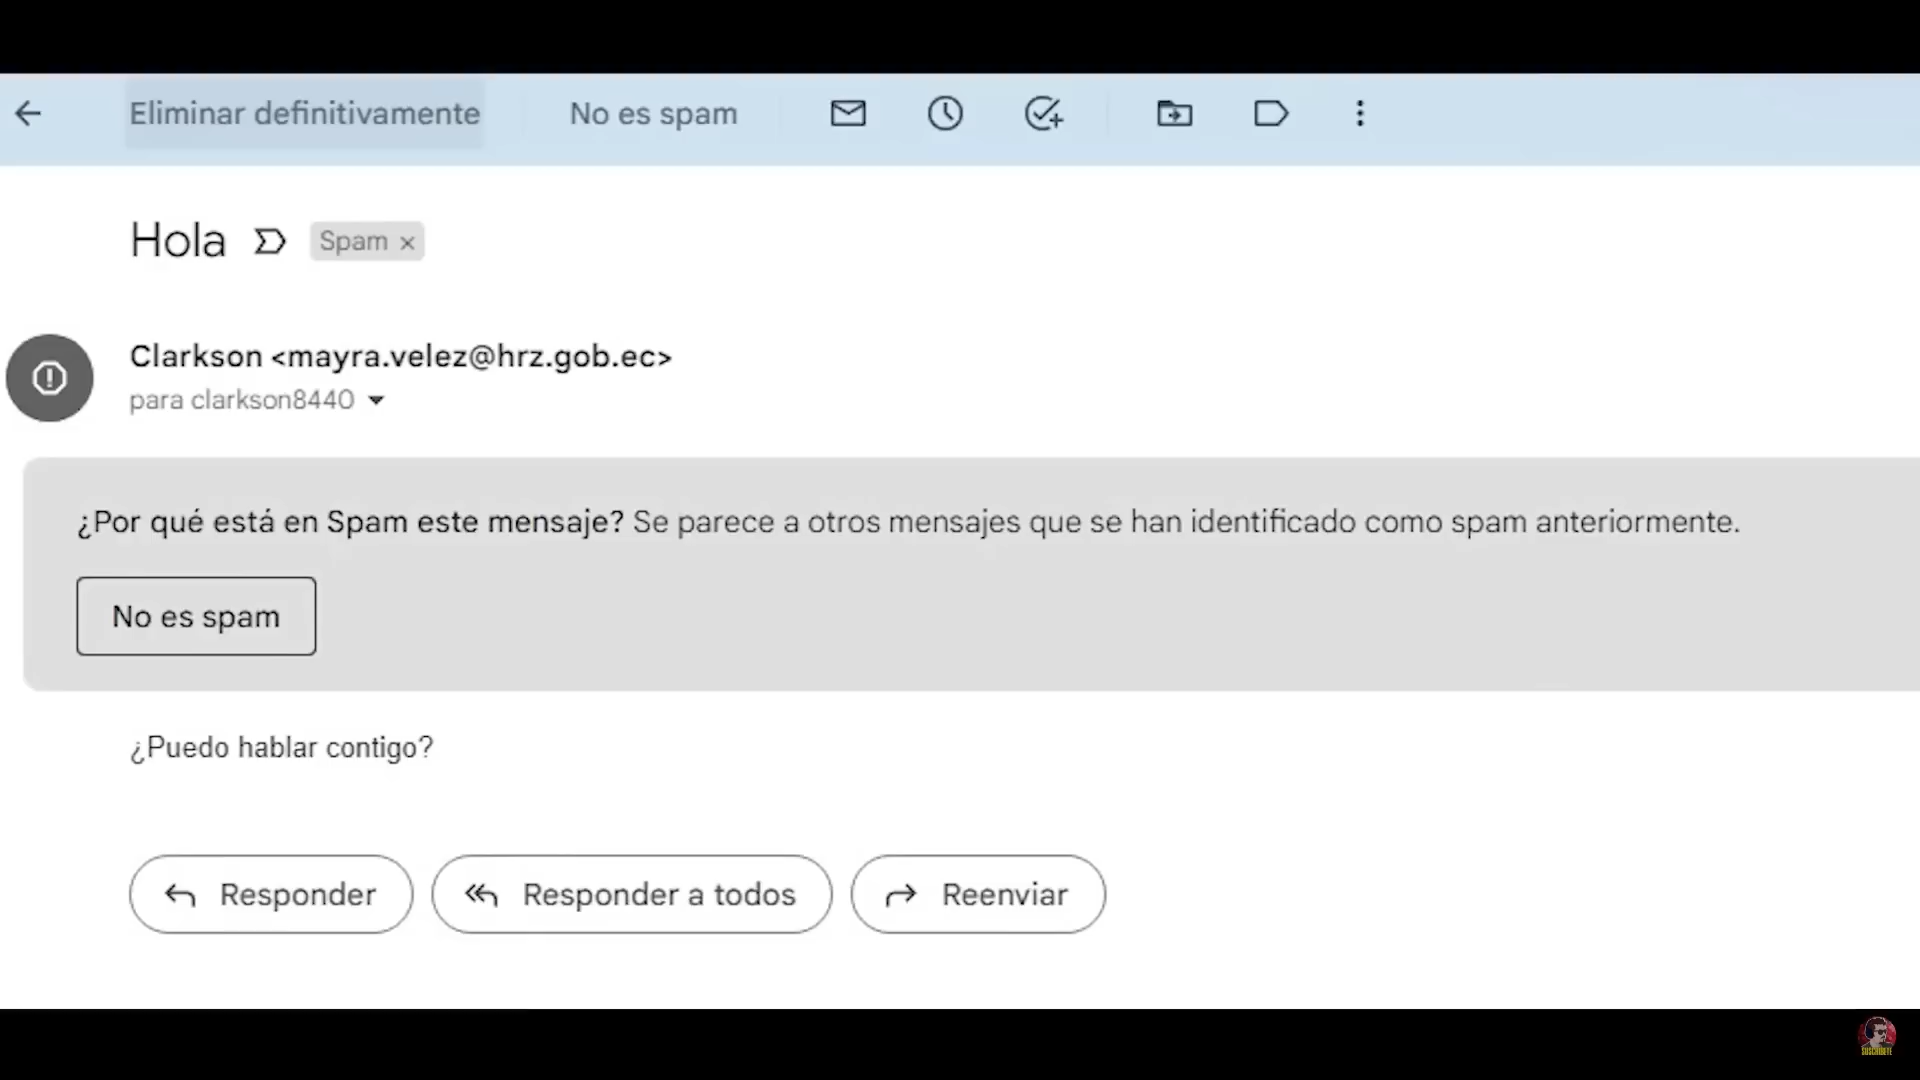 Eliminar definitivamente No es spam
Hola Spam ×
Clarkson <mayra.velez@hrz.gob.ec>
para clarkson8440
¿Por qué está en Spam este mensaje? Se parece a otros mensajes que se han identificado como spam anteriormente.
No es spam
¿Puedo hablar contigo?
Responder Responder a todos Reenviar
SUSCRÍBETE